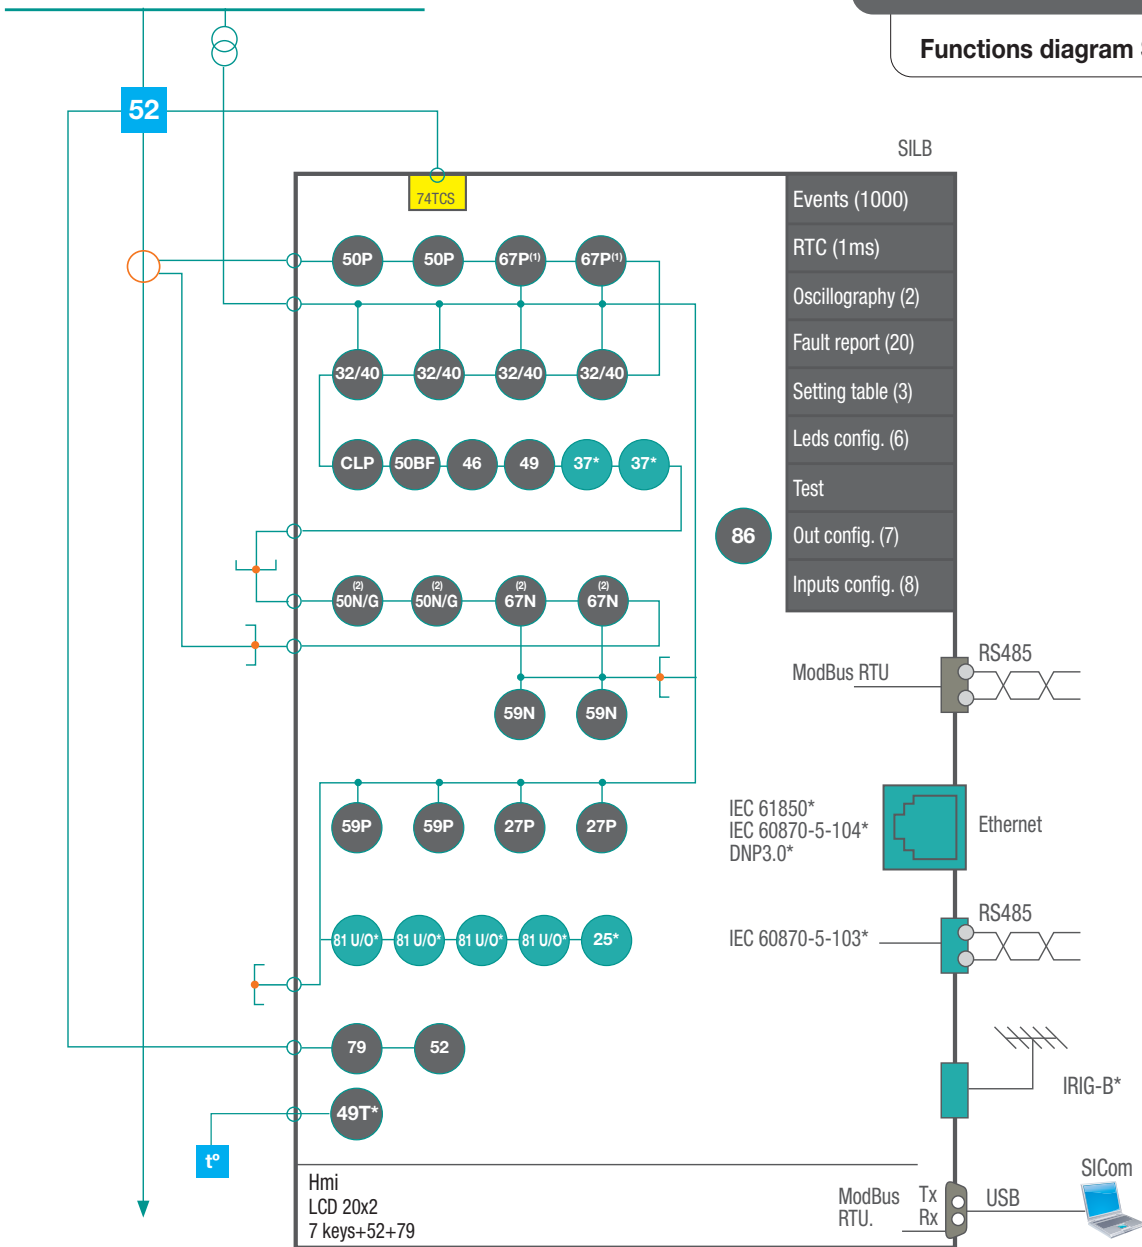 Functions diagram
SILB
52
74TCS
Events (1000)
RTC (1ms)
Oscillography (2)
Fault report (20)
Setting table (3)
Leds config. (6)
Test
Out config. (7)
Inputs config. (8)
50P 50P 67P(1) 67P(1)
32/40 32/40 32/40 32/40
CLP 50BF 46 49 37* 37*
86
(2) (2) (2) (2)
50N/G 50N/G 67N 67N
59N 59N
ModBus RTU
RS485
59P 59P 27P 27P
IEC 61850*
IEC 60870-5-104*
DNP3.0*
Ethernet
81 U/O* 81 U/O* 81 U/O* 81 U/O* 25*
IEC 60870-5-103*
RS485
79 52
49T*
t°
IRIG-B*
Hmi
LCD 20x2
7 keys+52+79
ModBus
RTU.
Tx
Rx
USB
SICom